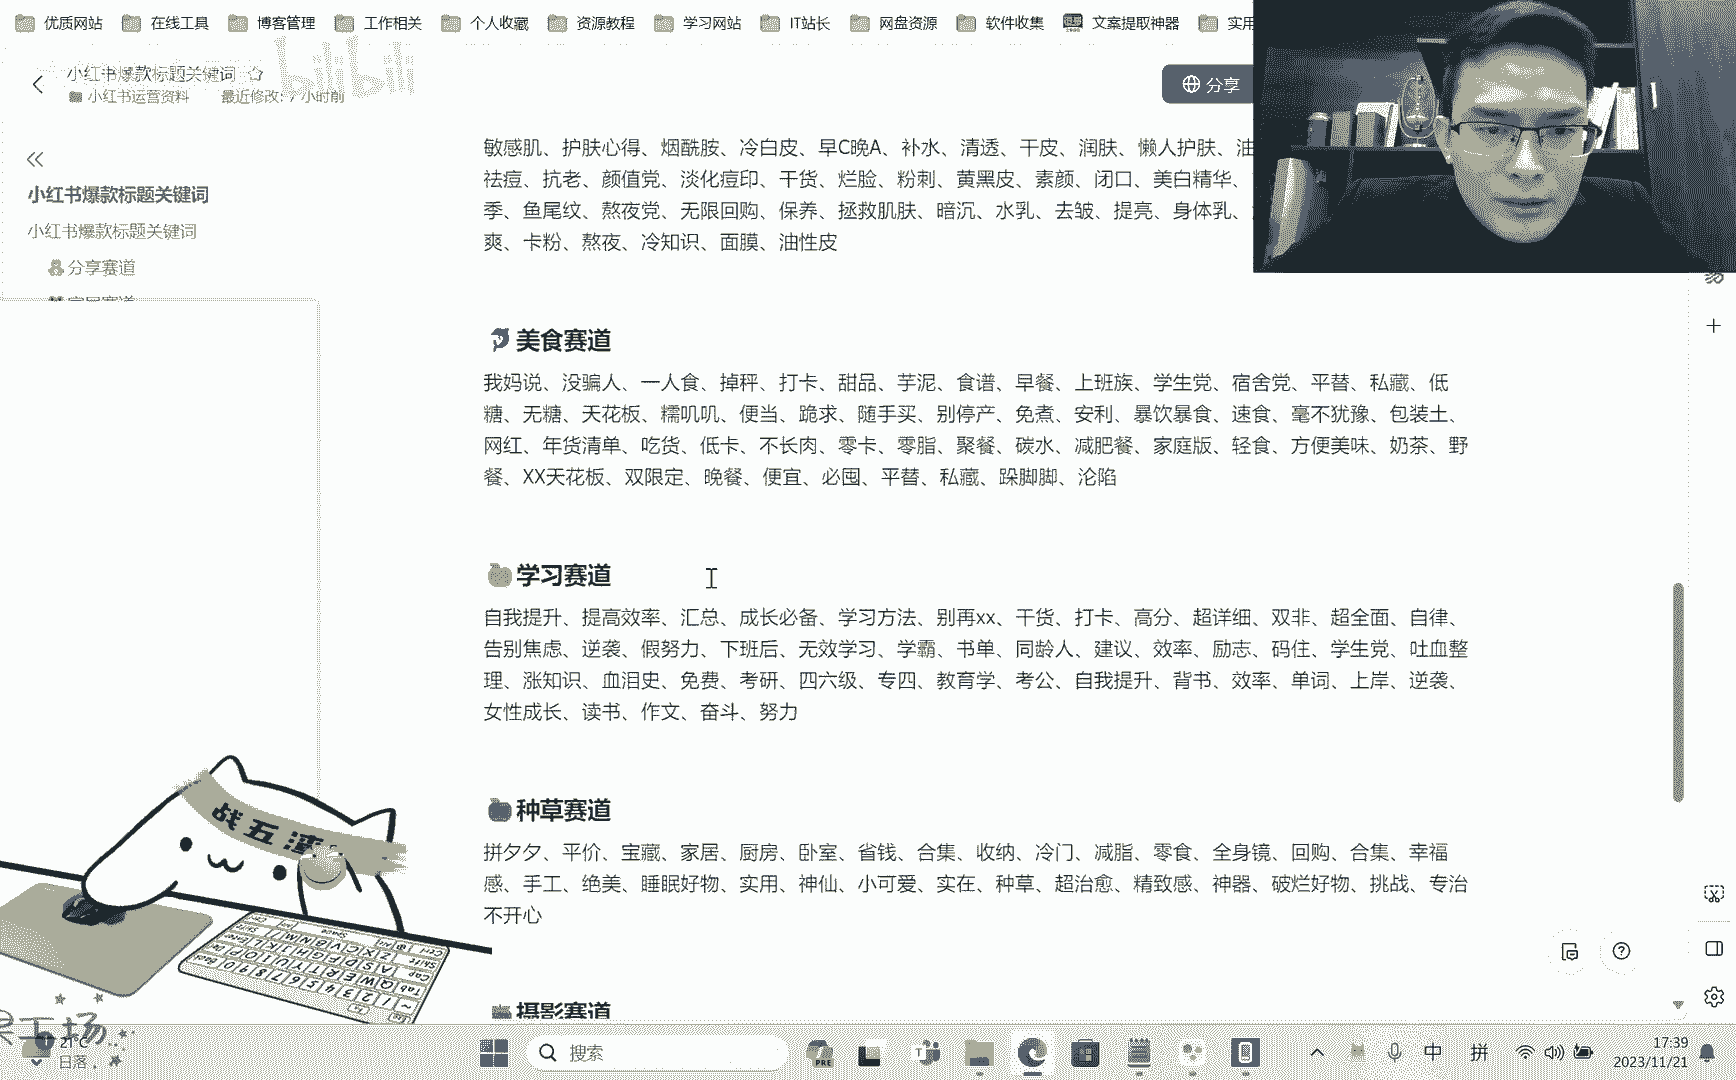 优质网站 在线工具 博客管理 工作相关 个人收藏 资源教程 学习网站 IT站长 网盘资源 软件收集 文案提取神器 实用
bilibili
小红书爆款标题关键词
小红书运营资料 最近修改: 7 小时前
分享
小红书爆款标题关键词
小红书爆款标题关键词
分享赛道
敏感肌、护肤心得、烟酰胺、冷白皮、早C晚A、补水、清透、干皮、润肤、懒人护肤、油
祛痘、抗老、颜值党、淡化痘印、干货、烂脸、粉刺、黄黑皮、素颜、闭口、美白精华、
季、鱼尾纹、熬夜党、无限回购、保养、拯救肌肤、暗沉、水乳、去皱、提亮、身体乳、
爽、卡粉、熬夜、冷知识、面膜、油性皮
美食赛道
我妈说、没骗人、一人食、掉秤、打卡、甜品、芋泥、食谱、早餐、上班族、学生党、宿舍党、平替、私藏、低
糖、无糖、天花板、糯叽叽、便当、跪求、随手买、别停产、免煮、安利、暴饮暴食、速食、毫不犹豫、包装土、
网红、年货清单、吃货、低卡、不长肉、零卡、零脂、聚餐、碳水、减肥餐、家庭版、轻食、方便美味、奶茶、野
餐、XX天花板、双限定、晚餐、便宜、必囤、平替、私藏、跺脚脚、沦陷
学习赛道
自我提升、提高效率、汇总、成长必备、学习方法、别再xx、干货、打卡、高分、超详细、双非、超全面、自律、
告别焦虑、逆袭、假努力、下班后、无效学习、学霸、书单、同龄人、建议、效率、励志、码住、学生党、吐血整
理、涨知识、血泪史、免费、考研、四六级、专四、教育学、考公、自我提升、背书、效率、单词、上岸、逆袭、
女性成长、读书、作文、奋斗、努力
种草赛道
拼夕夕、平价、宝藏、家居、厨房、卧室、省钱、合集、收纳、冷门、减脂、零食、全身镜、回购、合集、幸福
感、手工、绝美、睡眠好物、实用、神仙、小可爱、实在、种草、超治愈、精致感、神器、破烂好物、挑战、专治
不开心
摄影赛道
战五渣
21°C
日落
搜索
PRE
中 拼
17:39
2023/11/21